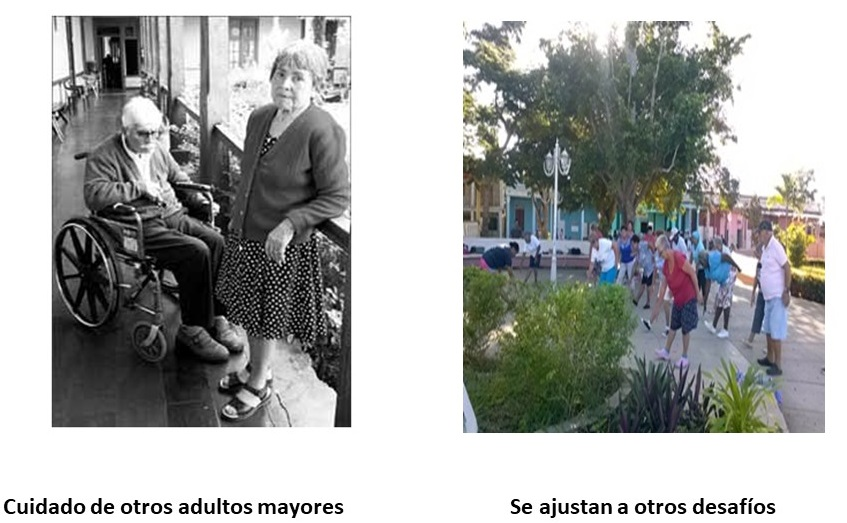 Cuidado de otros adultos mayores
Se ajustan a otros desafíos